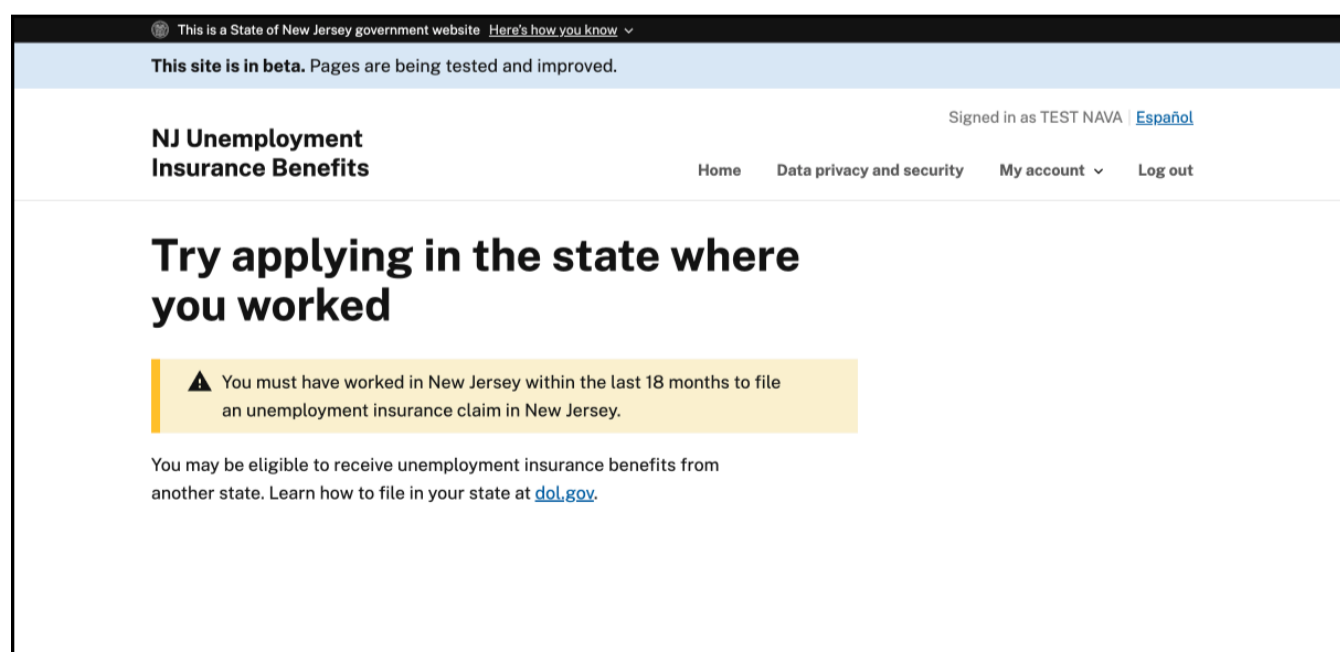 This is a State of New Jersey government website Here's how you know
This site is in beta. Pages are being tested and improved.
Signed in as TEST NAVA Español
NJ Unemployment
Insurance Benefits
Home Data privacy and security My account Log out
Try applying in the state where
you worked
You must have worked in New Jersey within the last 18 months to file
an unemployment insurance claim in New Jersey.
You may be eligible to receive unemployment insurance benefits from
another state. Learn how to file in your state at dol.gov.